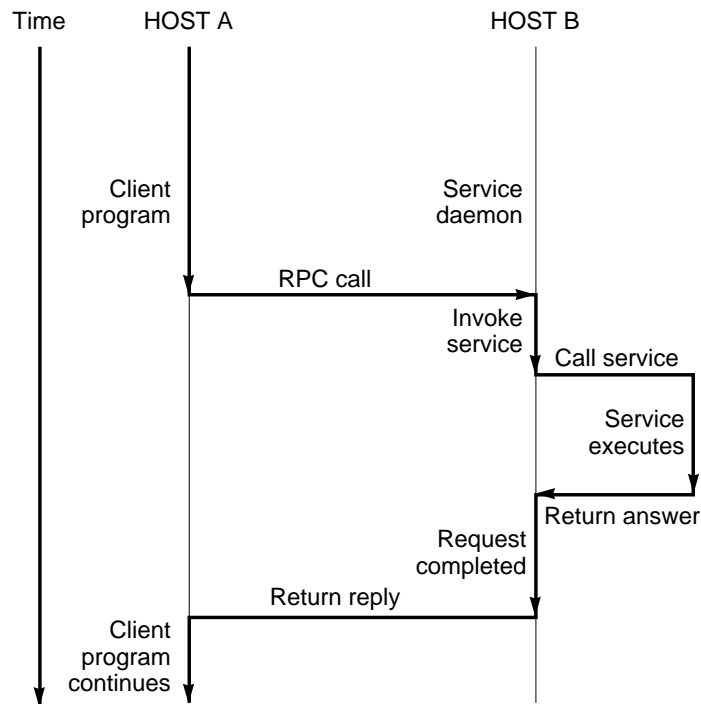 Time
HOST A
HOST B
Client
program
Service
daemon
RPC call
Invoke
service
Call service
Service
executes
Return answer
Request
completed
Return reply
Client
program
continues